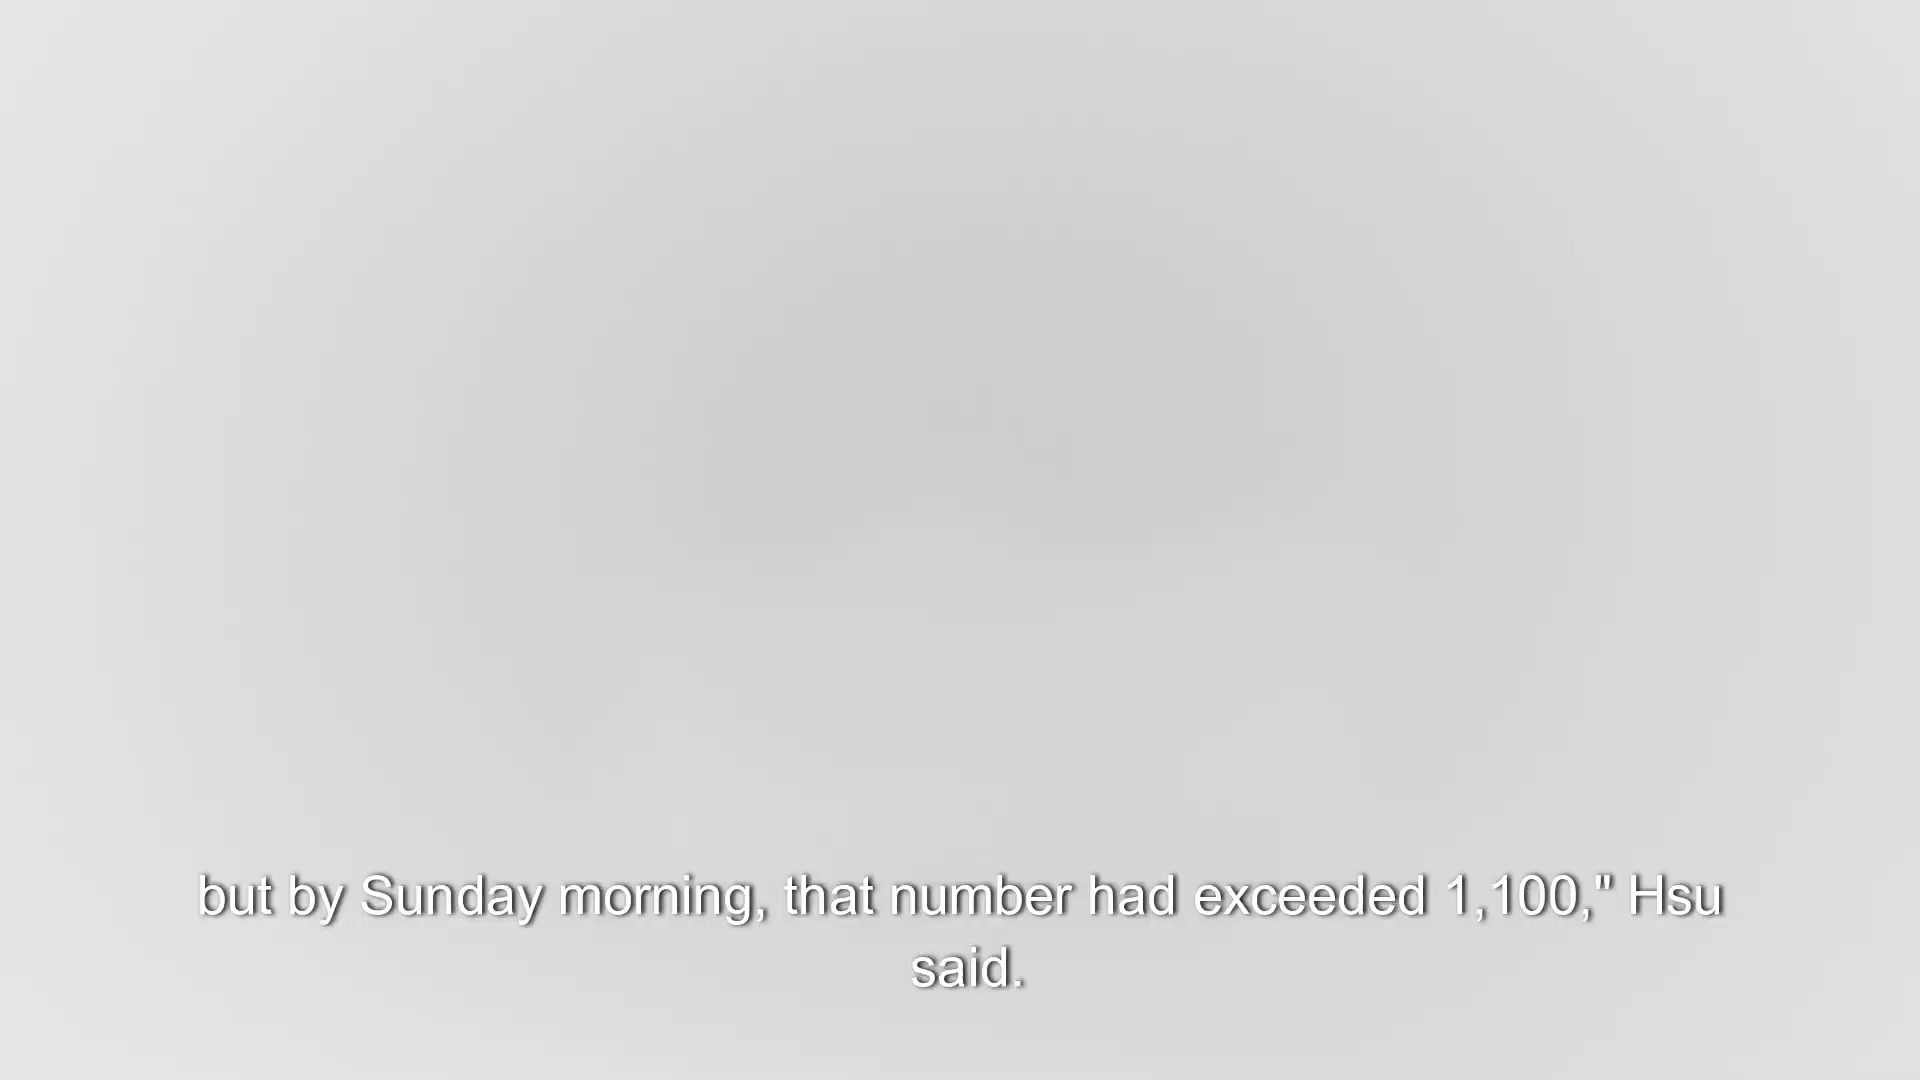 but by Sunday morning, that number had exceeded 1,100," Hsu
said.